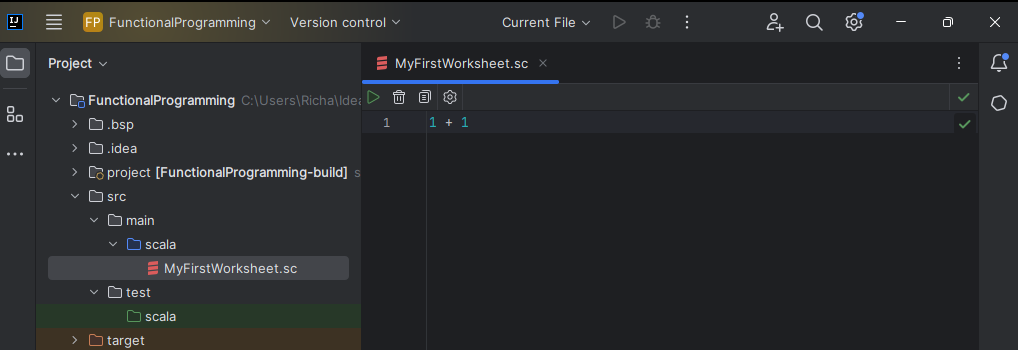 IJ
FP FunctionalProgramming Version control Current File
Project
MyFirstWorksheet.sc
FunctionalProgramming C:\Users\Richa\Idea
1 1 + 1
.bsp
.idea
project [FunctionalProgramming-build] s
src
main
scala
MyFirstWorksheet.sc
test
scala
target